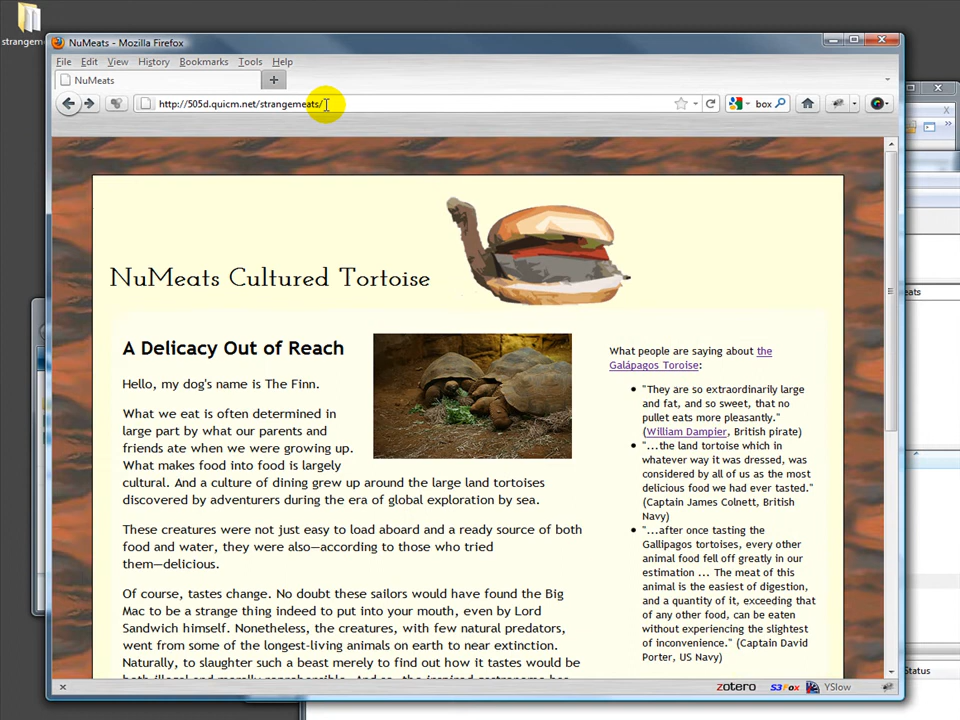 strangem
NuMeats - Mozilla Firefox
File Edit View History Bookmarks Tools Help
NuMeats
http://505d.quicm.net/strangemeats/
box
NuMeats Cultured Tortoise
A Delicacy Out of Reach
Hello, my dog's name is The Finn.
What we eat is often determined in
large part by what our parents and
friends ate when we were growing up.
What makes food into food is largely
cultural. And a culture of dining grew up around the large land tortoises
discovered by adventurers during the era of global exploration by sea.
These creatures were not just easy to load aboard and a ready source of both
food and water, they were also—according to those who tried
them—delicious.
Of course, tastes change. No doubt these sailors would have found the Big
Mac to be a strange thing indeed to put into your mouth, even by Lord
Sandwich himself. Nonetheless, the creatures, with few natural predators,
went from some of the longest-living animals on earth to near extinction.
Naturally, to slaughter such a beast merely to find out how it tastes would be
What people are saying about the
Galápagos Toroise:
"They are so extraordinarily large
and fat, and so sweet, that no
pullet eats more pleasantly."
(William Dampier, British pirate)
"...the land tortoise which in
whatever way it was dressed, was
considered by all of us as the most
delicious food we had ever tasted."
(Captain James Colnett, British
Navy)
"...after once tasting the
Gallipagos tortoises, every other
animal food fell off greatly in our
estimation ... The meat of this
animal is the easiest of digestion,
and a quantity of it, exceeding that
of any other food, can be eaten
without experiencing the slightest
of inconvenience." (Captain David
Porter, US Navy)
eats
Status
zotero S3Fox YSlow